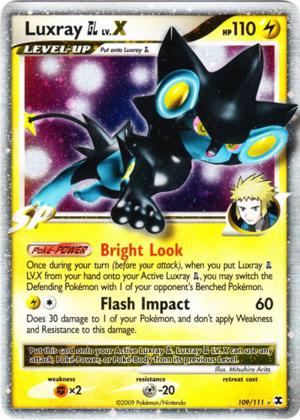 Luxray GL LV.X HP 110
LEVEL-UP Put onto Luxray GL
SP
Poké-POWER Bright Look
Once during your turn (before your attack), when you put Luxray GL
LV.X from your hand onto your Active Luxray GL, you may switch the
Defending Pokémon with 1 of your opponent's Benched Pokémon.
Flash Impact 60
Does 30 damage to 1 of your Pokémon, and don't apply Weakness
and Resistance to this damage.
Illus. Mitsuhiro Arita
Put this card onto your Active Luxray GL. Luxray GL LV.X can use any
attack, Poké-Power, or Poké-Body from its previous Level.
weakness resistance retreat cost
×2 -20
©2009 Pokémon/Nintendo 109/111